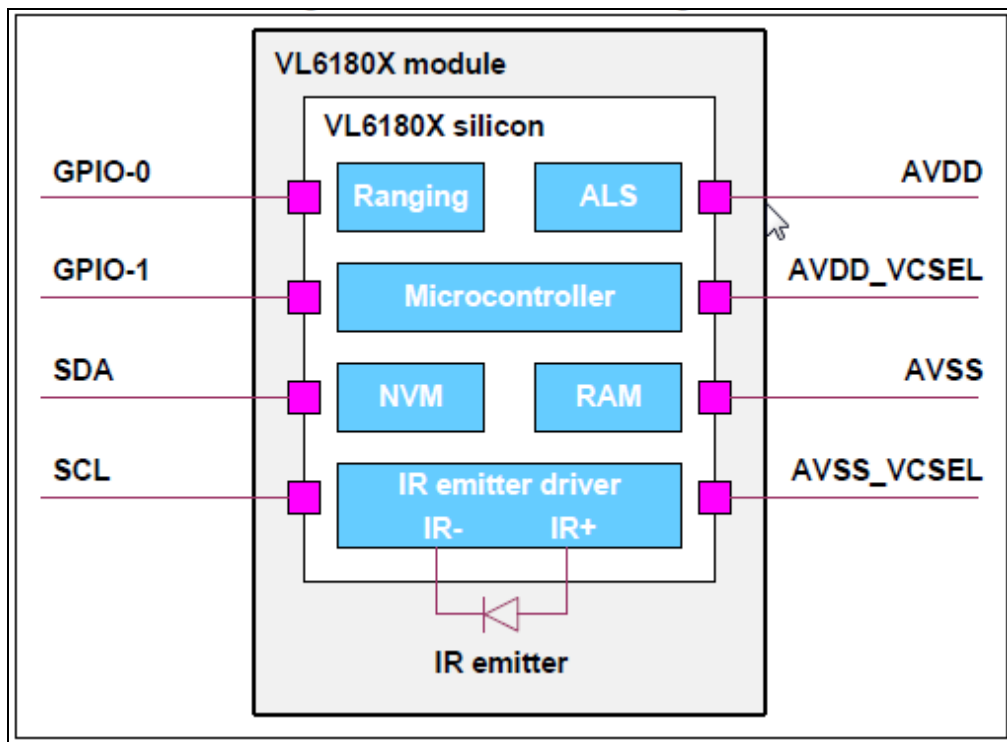 VL6180X module
VL6180X silicon
GPIO-0
Ranging
ALS
AVDD
GPIO-1
Microcontroller
AVDD_VCSEL
SDA
NVM
RAM
AVSS
SCL
IR emitter driver
AVSS_VCSEL
IR-
IR+
IR emitter